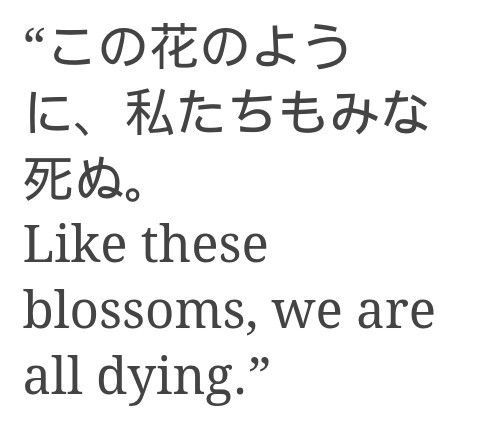 “この花のよう
に、私たちもみな
死ぬ。
Like these
blossoms, we are
all dying.”